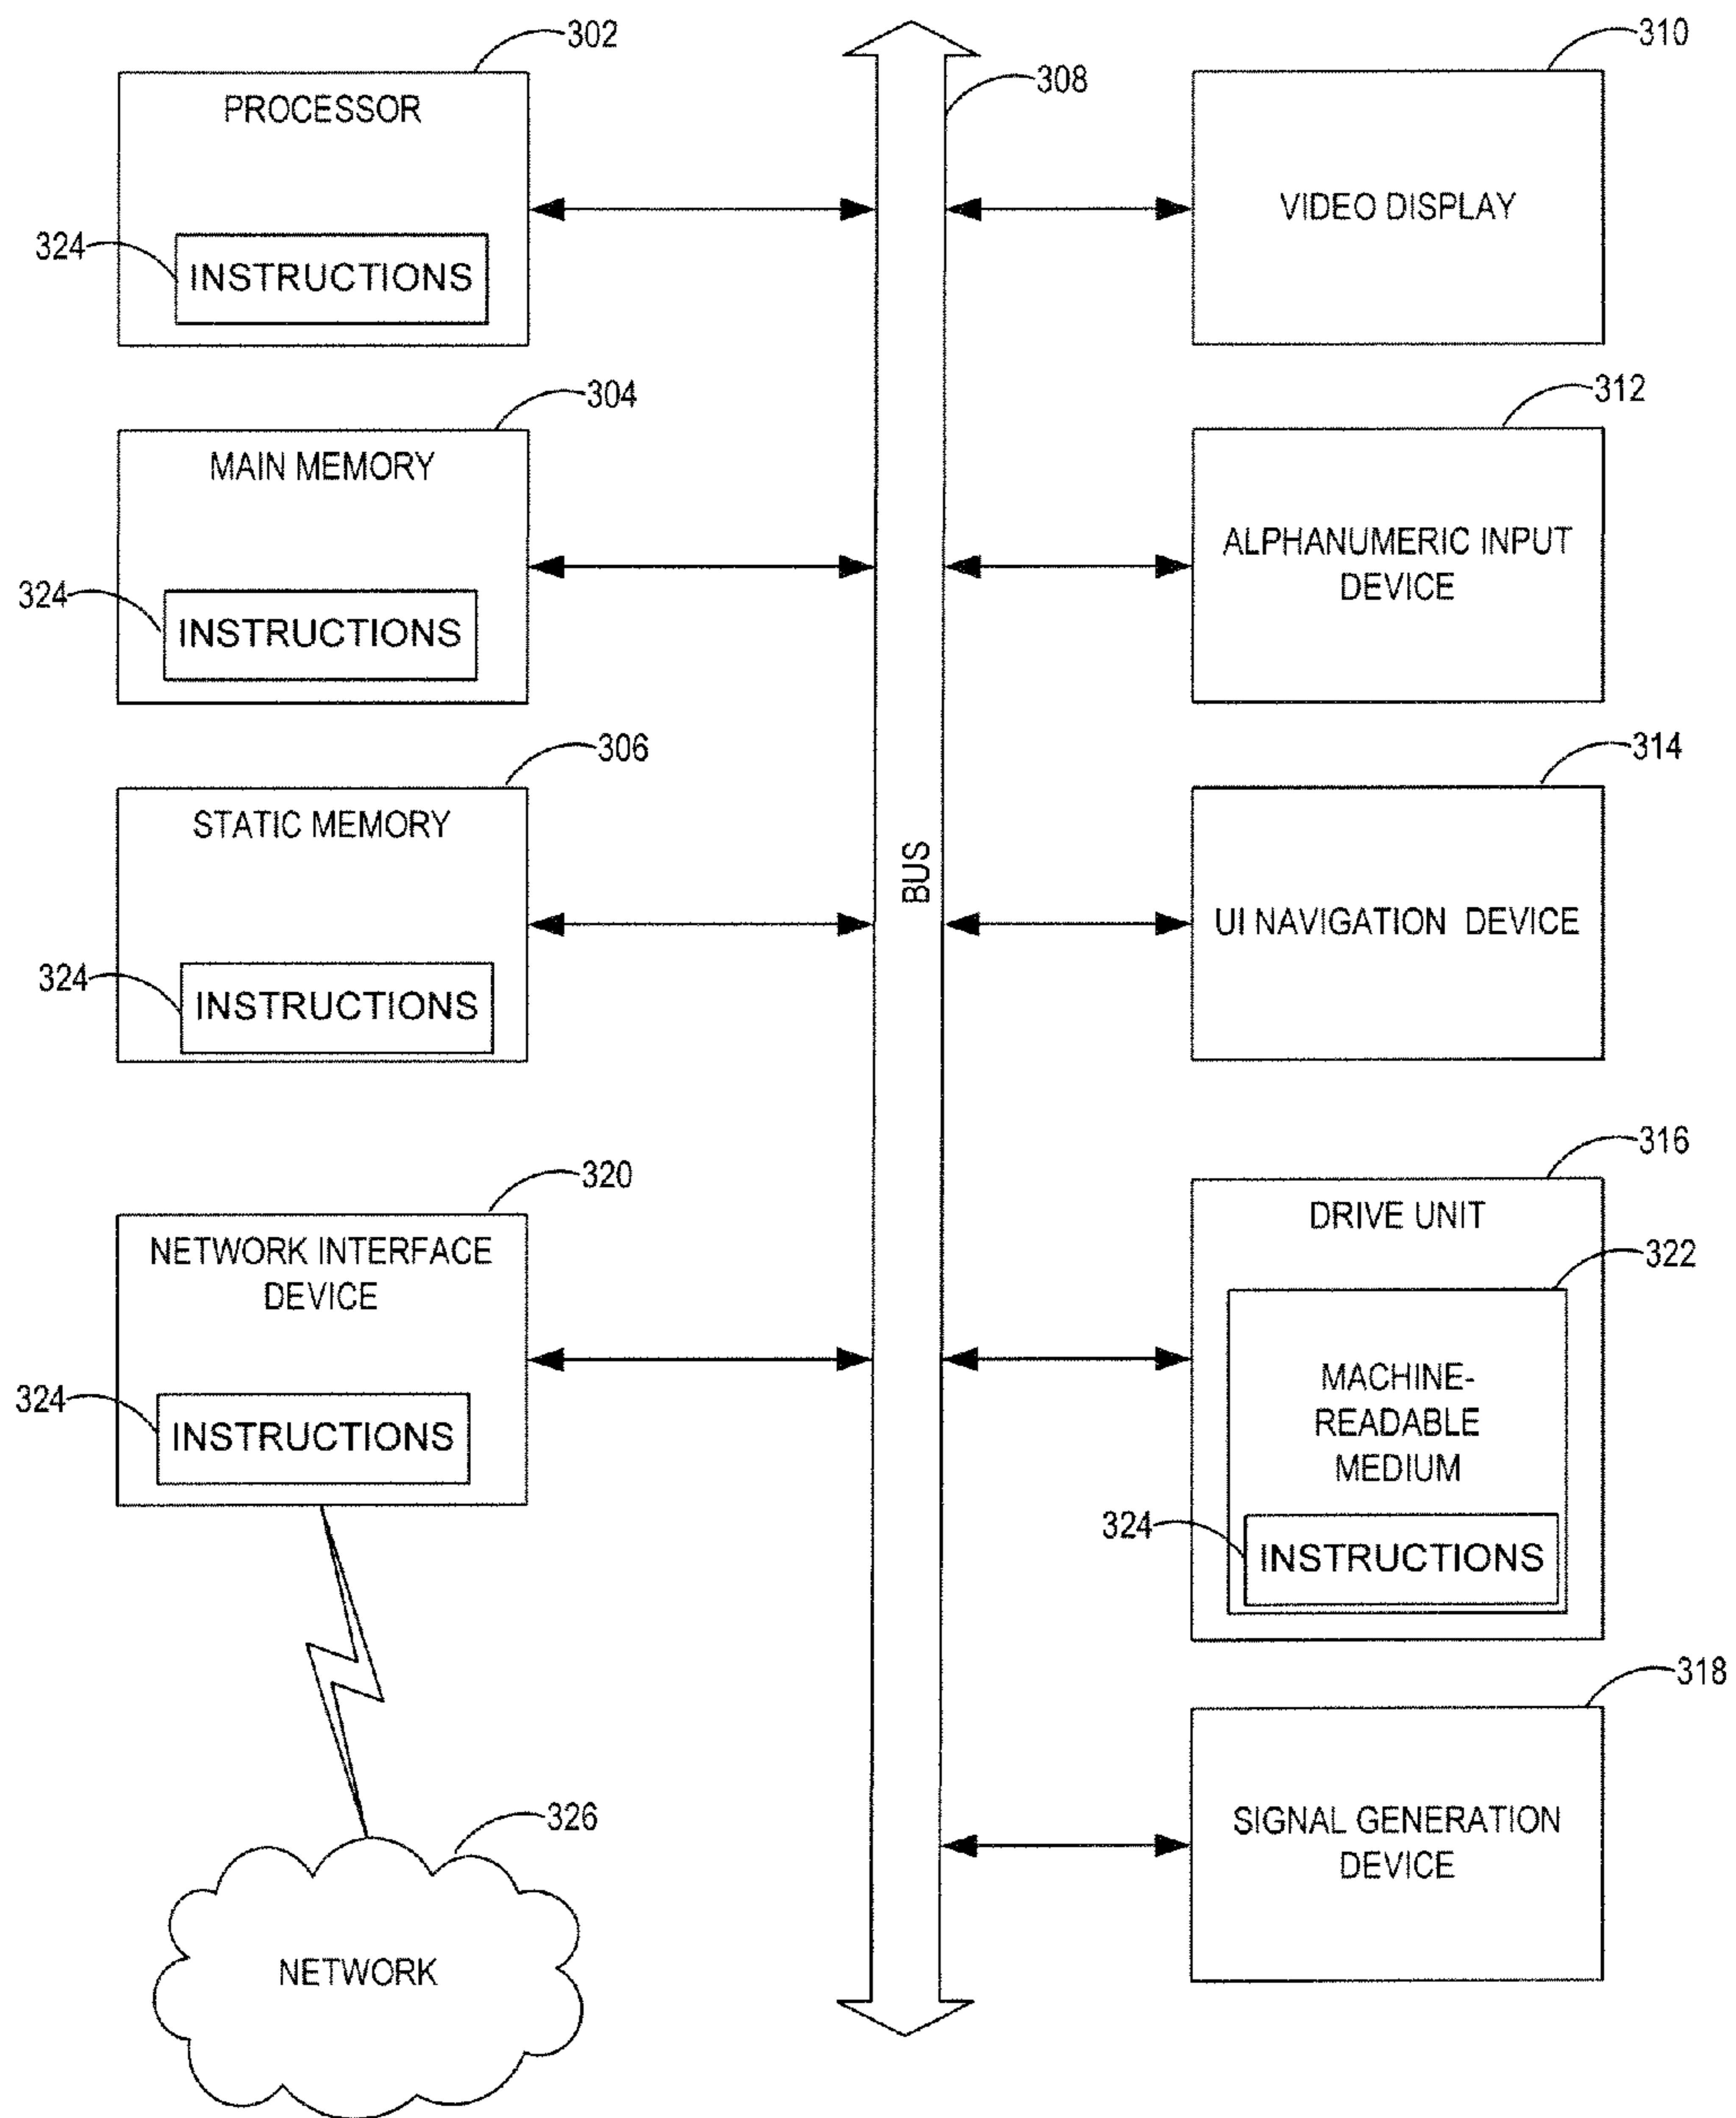 302
PROCESSOR
324
INSTRUCTIONS
304
MAIN MEMORY
324
INSTRUCTIONS
306
STATIC MEMORY
324
INSTRUCTIONS
320
NETWORK INTERFACE
DEVICE
324
INSTRUCTIONS
326
NETWORK
308
BUS
310
VIDEO DISPLAY
312
ALPHANUMERIC INPUT
DEVICE
314
UI NAVIGATION DEVICE
316
DRIVE UNIT
322
MACHINE-
READABLE
MEDIUM
324
INSTRUCTIONS
318
SIGNAL GENERATION
DEVICE